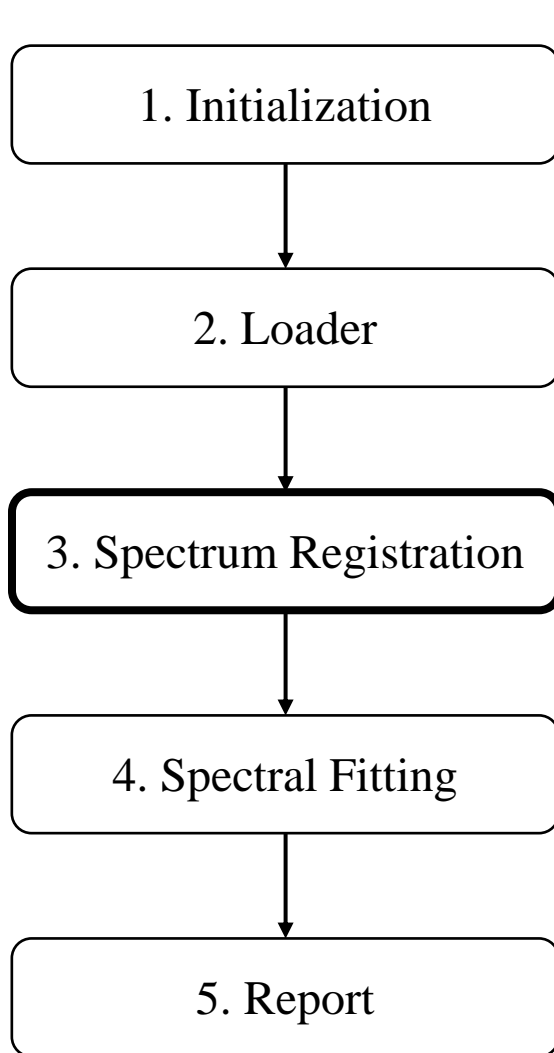 1. Initialization
2. Loader
3. Spectrum Registration
4. Spectral Fitting
5. Report